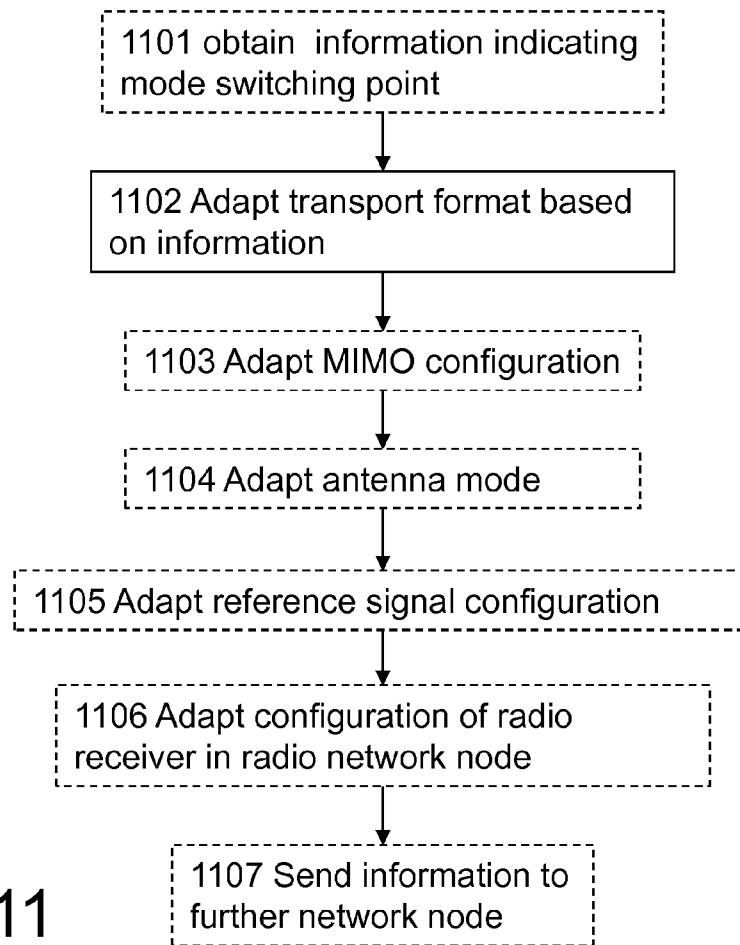 1101 obtain information indicating
mode switching point
1102 Adapt transport format based
on information
1103 Adapt MIMO configuration
1104 Adapt antenna mode
1105 Adapt reference signal configuration
1106 Adapt configuration of radio
receiver in radio network node
1107 Send information to
further network node
11